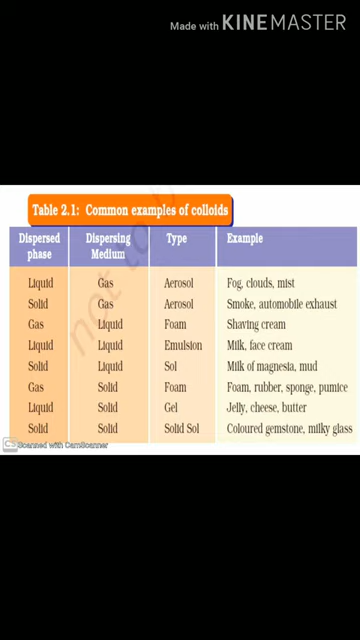 Made with KINEMASTER
Table 2.1: Common examples of colloids
Dispersed phase Dispersing Medium Type Example
Liquid Gas Aerosol Fog, clouds, mist
Solid Gas Aerosol Smoke, automobile exhaust
Gas Liquid Foam Shaving cream
Liquid Liquid Emulsion Milk, face cream
Solid Liquid Sol Milk of magnesia, mud
Gas Solid Foam Foam, rubber, sponge, pumice
Liquid Solid Gel Jelly, cheese, butter
Solid Solid Solid Sol Coloured gemstone, milky glass
CS Scanned with CamScanner
not to b